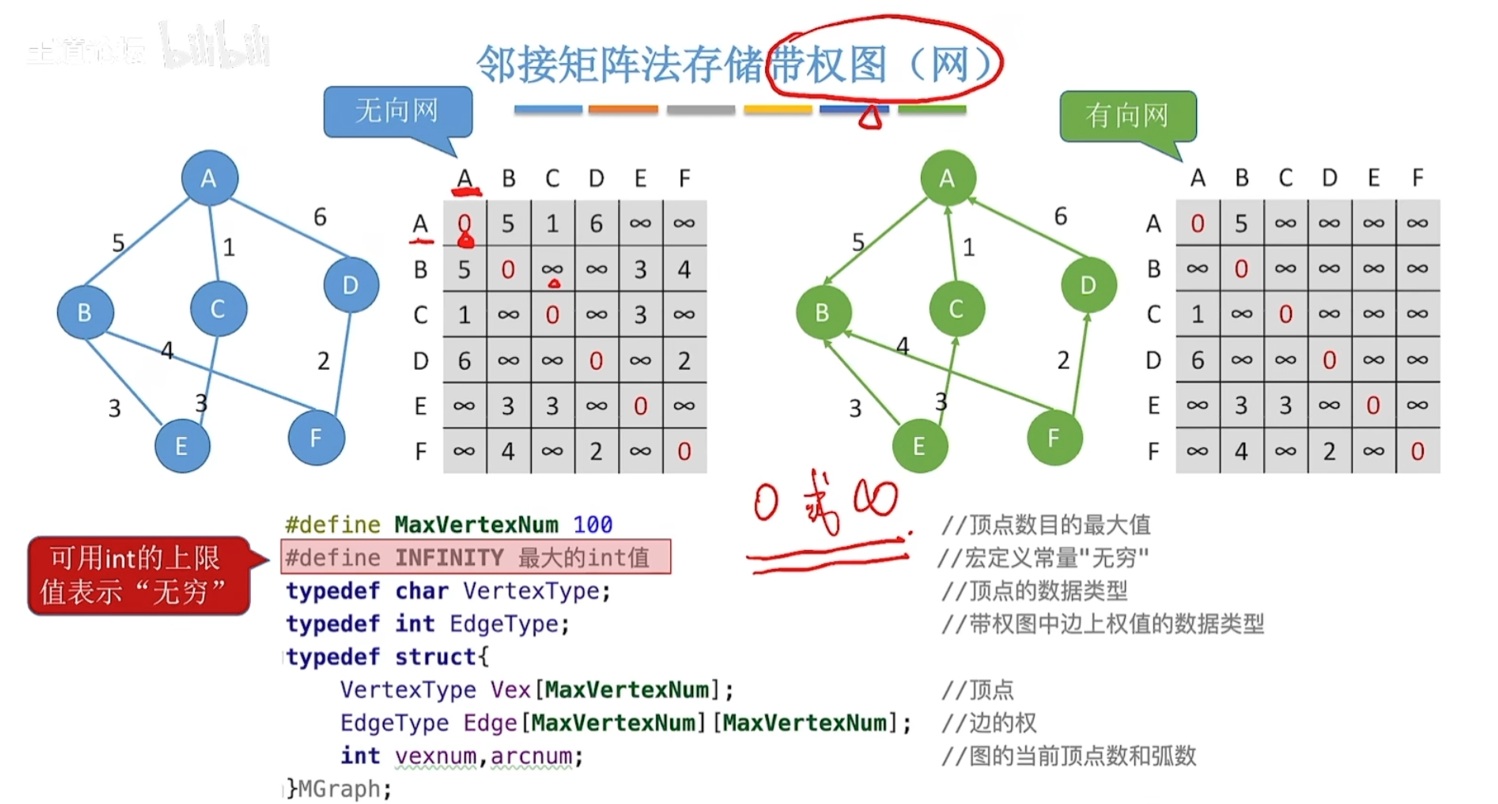 王道论坛 bilibili
邻接矩阵法存储带权图（网）
无向网
有向网
A
B
C
D
E
F
5
1
6
4
3
3
2
A B C D E F
A 0 5 1 6 ∞ ∞
B 5 0 ∞ ∞ 3 4
C 1 ∞ 0 ∞ 3 ∞
D 6 ∞ ∞ 0 ∞ 2
E ∞ 3 3 ∞ 0 ∞
F ∞ 4 ∞ 2 ∞ 0
A
B
C
D
E
F
5
1
6
4
3
3
2
A B C D E F
A 0 5 ∞ ∞ ∞ ∞
B ∞ 0 ∞ ∞ ∞ ∞
C 1 ∞ 0 ∞ ∞ ∞
D 6 ∞ ∞ 0 ∞ ∞
E ∞ 3 3 ∞ 0 ∞
F ∞ 4 ∞ 2 ∞ 0
0 或 ∞
可用int的上限
值表示“无穷”
#define MaxVertexNum 100 //顶点数目的最大值
#define INFINITY 最大的int值 //宏定义常量"无穷"
typedef char VertexType; //顶点的数据类型
typedef int EdgeType; //带权图中边上权值的数据类型
typedef struct{
VertexType Vex[MaxVertexNum]; //顶点
EdgeType Edge[MaxVertexNum][MaxVertexNum]; //边的权
int vexnum,arcnum; //图的当前顶点数和弧数
}MGraph;